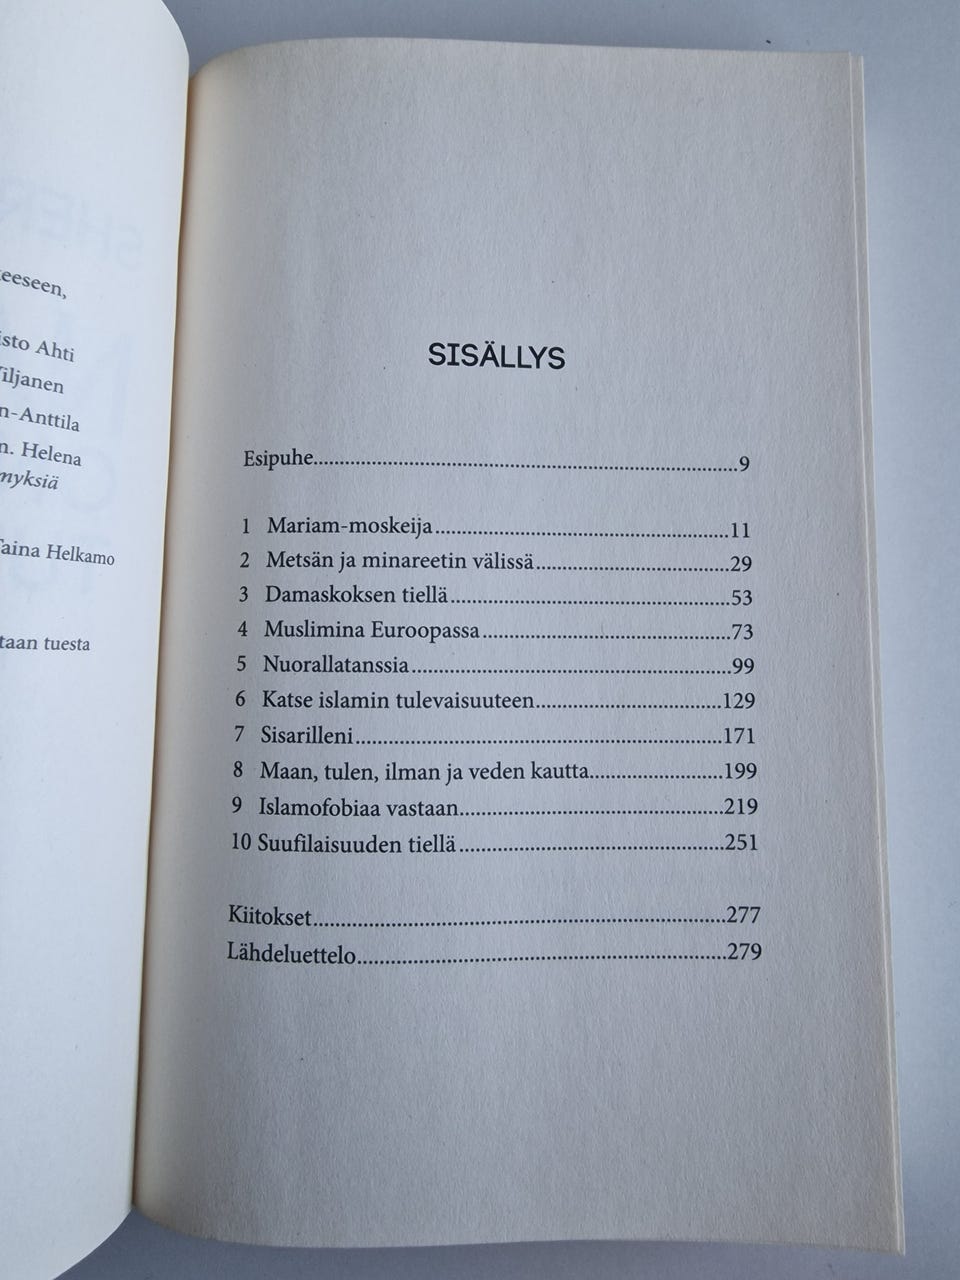 eeseen,
isto Ahti
iljanen
n-Anttila
n. Helena
myksiä
Taina Helkamo
taan tuesta
SISÄLLYS
Esipuhe..........9
1 Mariam-moskeija..........11
2 Metsän ja minareetin välissä..........29
3 Damaskoksen tiellä..........53
4 Muslimina Euroopassa..........73
5 Nuorallatanssia..........99
6 Katse islamin tulevaisuuteen..........129
7 Sisarilleni..........171
8 Maan, tulen, ilman ja veden kautta..........199
9 Islamofobiaa vastaan..........219
10 Suufilaisuuden tiellä..........251
Kiitokset..........277
Lähdeluettelo..........279